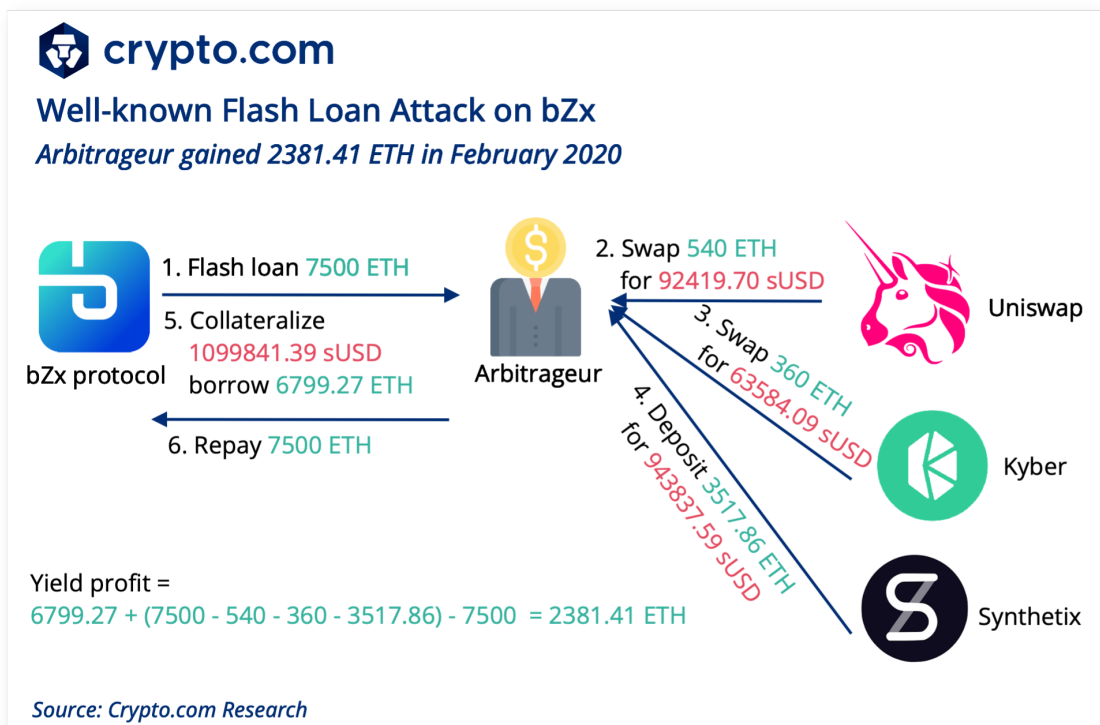 crypto.com
Well-known Flash Loan Attack on bZx
Arbitrageur gained 2381.41 ETH in February 2020
1. Flash loan 7500 ETH
5. Collateralize
1099841.39 sUSD
borrow 6799.27 ETH
6. Repay 7500 ETH
bZx protocol
Arbitrageur
2. Swap 540 ETH
for 92419.70 sUSD
Uniswap
3. Swap 360 ETH
for 63584.09 sUSD
Kyber
4. Deposit 3517.86 ETH
for 943837.59 sUSD
Synthetix
Yield profit =
6799.27 + (7500 - 540 - 360 - 3517.86) - 7500 = 2381.41 ETH
Source: Crypto.com Research